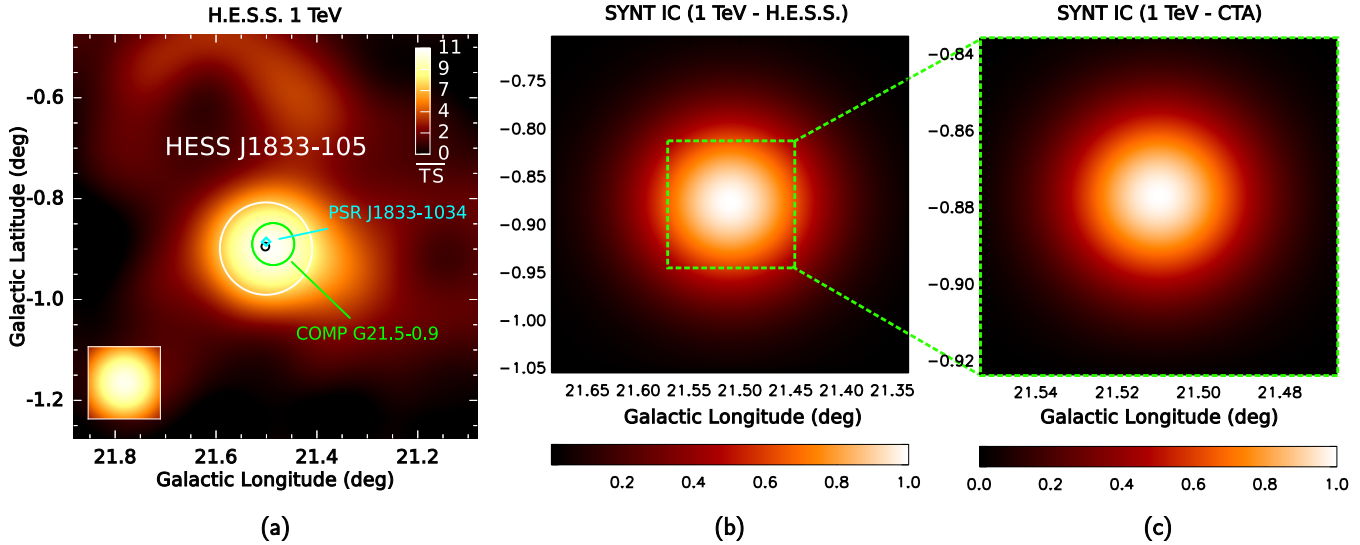 H.E.S.S. 1 TeV
SYNT IC (1 TeV - H.E.S.S.)
SYNT IC (1 TeV - CTA)
Galactic Latitude (deg)
-0.6
-0.8
-1.0
-1.2
HESS J1833-105
11
9
7
4
2
0
TS
PSR J1833-1034
COMP G21.5-0.9
21.8
21.6
21.4
21.2
Galactic Longitude (deg)
(a)
−0.75
−0.80
−0.85
−0.90
−0.95
−1.00
−1.05
21.65 21.60 21.55 21.50 21.45 21.40 21.35
Galactic Longitude (deg)
0.2 0.4 0.6 0.8 1.0
(b)
−0.84
−0.86
−0.88
−0.90
−0.92
21.54 21.52 21.50 21.48
Galactic Longitude (deg)
0.0 0.2 0.4 0.6 0.8 1.0
(c)